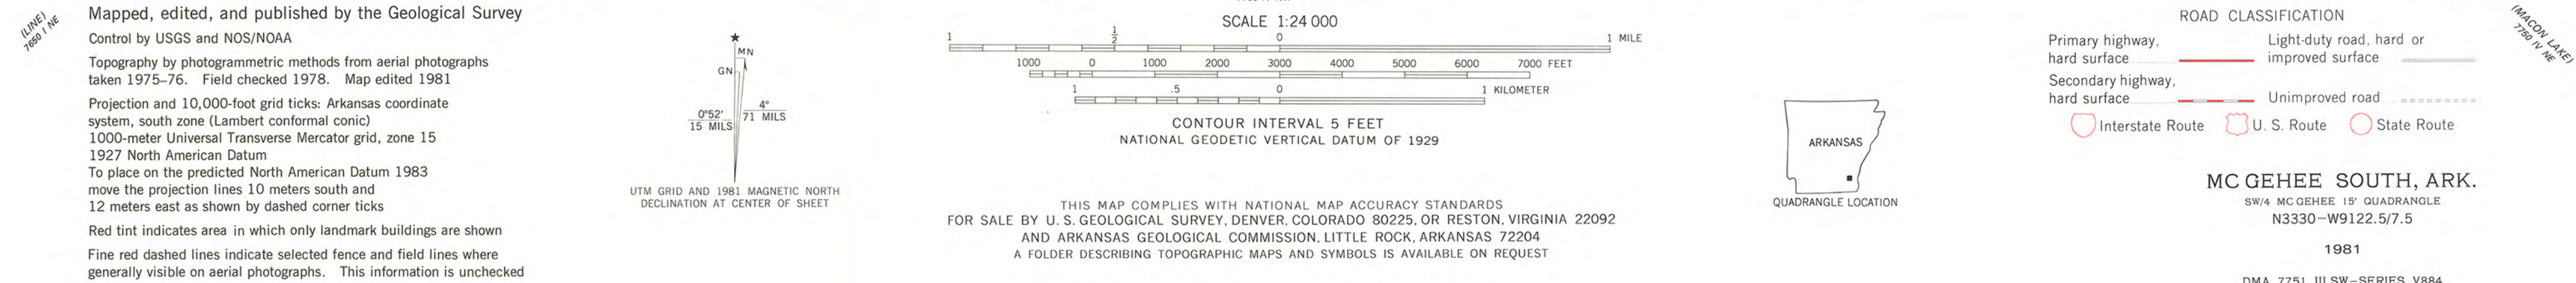 (LINE)
7650 I NE
Mapped, edited, and published by the Geological Survey
Control by USGS and NOS/NOAA
Topography by photogrammetric methods from aerial photographs
taken 1975–76. Field checked 1978. Map edited 1981
Projection and 10,000-foot grid ticks: Arkansas coordinate
system, south zone (Lambert conformal conic)
1000-meter Universal Transverse Mercator grid, zone 15
1927 North American Datum
To place on the predicted North American Datum 1983
move the projection lines 10 meters south and
12 meters east as shown by dashed corner ticks
Red tint indicates area in which only landmark buildings are shown
Fine red dashed lines indicate selected fence and field lines where
generally visible on aerial photographs. This information is unchecked
★
MN
GN
0°52′
15 MILS
4°
71 MILS
UTM GRID AND 1981 MAGNETIC NORTH
DECLINATION AT CENTER OF SHEET
SCALE 1:24 000
1 ½ 0 1 MILE
1000 0 1000 2000 3000 4000 5000 6000 7000 FEET
1 .5 0 1 KILOMETER
CONTOUR INTERVAL 5 FEET
NATIONAL GEODETIC VERTICAL DATUM OF 1929
THIS MAP COMPLIES WITH NATIONAL MAP ACCURACY STANDARDS
FOR SALE BY U. S. GEOLOGICAL SURVEY, DENVER, COLORADO 80225, OR RESTON, VIRGINIA 22092
AND ARKANSAS GEOLOGICAL COMMISSION, LITTLE ROCK, ARKANSAS 72204
A FOLDER DESCRIBING TOPOGRAPHIC MAPS AND SYMBOLS IS AVAILABLE ON REQUEST
ARKANSAS
QUADRANGLE LOCATION
ROAD CLASSIFICATION
Primary highway,
hard surface
Light-duty road, hard or
improved surface
Secondary highway,
hard surface
Unimproved road
Interstate Route U. S. Route State Route
(MACON LAKE)
7750 IV NE
MC GEHEE SOUTH, ARK.
SW/4 MC GEHEE 15′ QUADRANGLE
N3330–W9122.5/7.5
1981
DMA 7751 III SW–SERIES V884